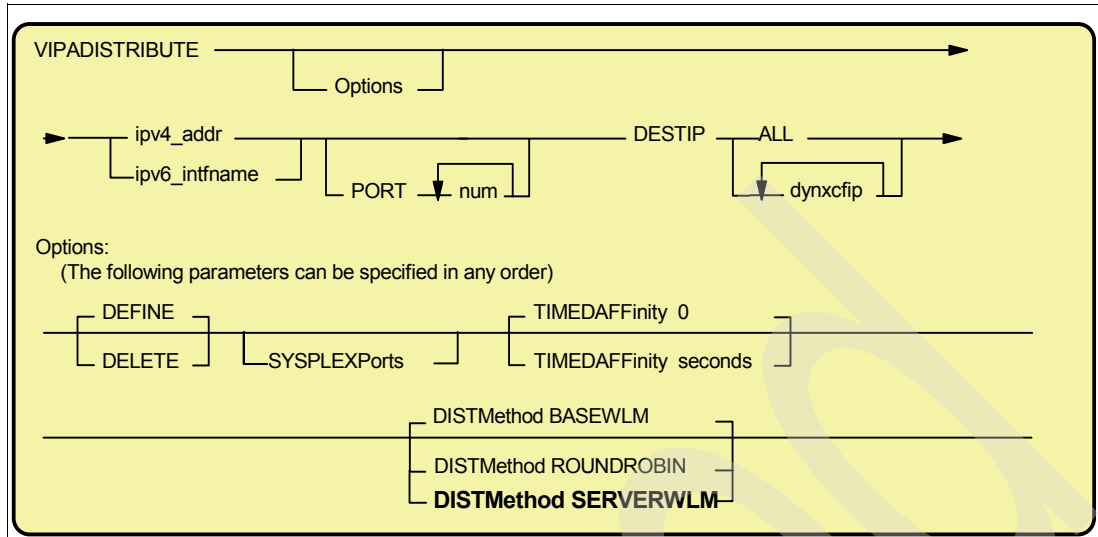 VIPADISTRIBUTE
Options
ipv4_addr DESTIP ALL
ipv6_intfname
PORT num dynxcfip
Options:
(The following parameters can be specified in any order)
DEFINE TIMEDAFFinity 0
DELETE SYSPLEXPorts TIMEDAFFinity seconds
DISTMethod BASEWLM
DISTMethod ROUNDROBIN
DISTMethod SERVERWLM